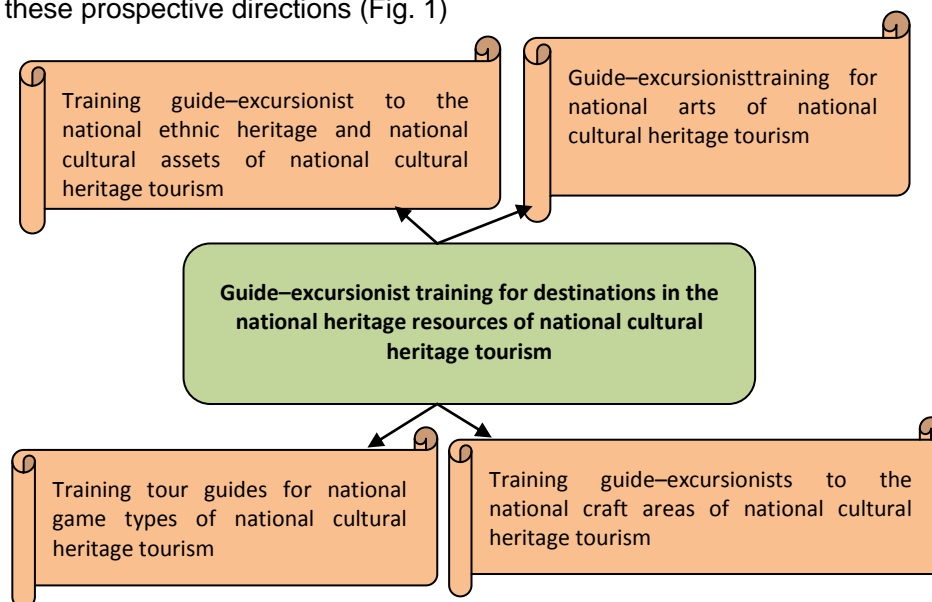 these prospective directions (Fig. 1)
Training guide–excursionist to the
national ethnic heritage and national
cultural assets of national cultural
heritage tourism
Guide–excursionisttraining for
national arts of national
cultural heritage tourism
Guide–excursionist training for destinations in the
national heritage resources of national cultural
heritage tourism
Training tour guides for national
game types of national cultural
heritage tourism
Training guide–excursionists to the
national craft areas of national cultural
heritage tourism